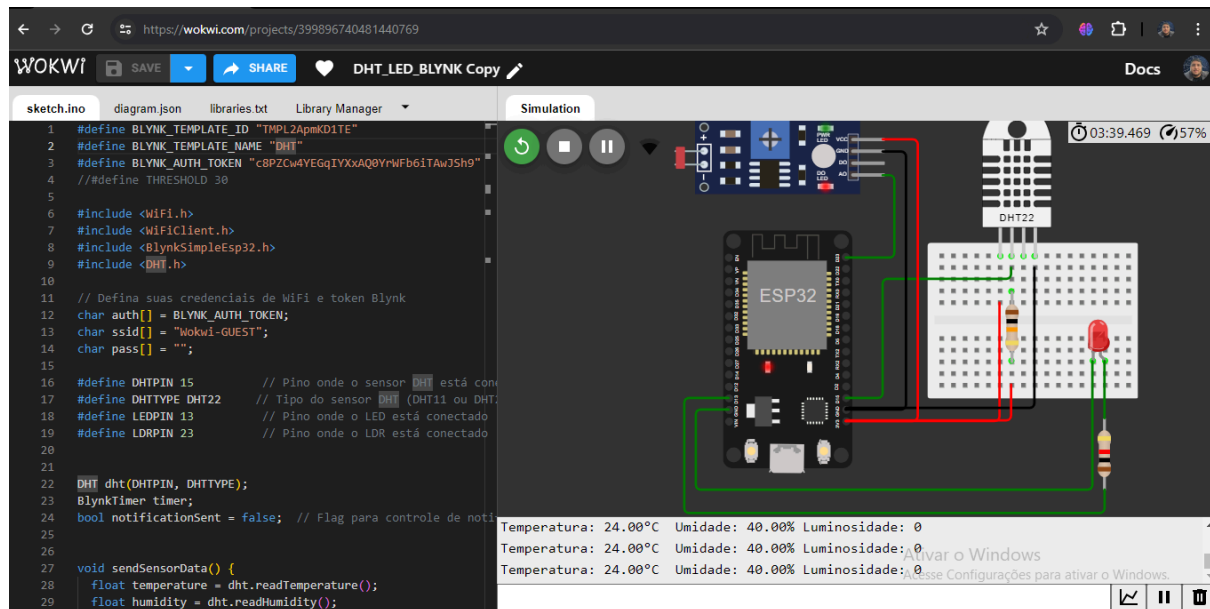 https://wokwi.com/projects/399896740481440769
WOKWI SAVE SHARE DHT_LED_BLYNK Copy Docs
sketch.ino diagram.json libraries.txt Library Manager
1 #define BLYNK_TEMPLATE_ID "TMPL2ApmKD1TE"
2 #define BLYNK_TEMPLATE_NAME "DHT"
3 #define BLYNK_AUTH_TOKEN "c8PZCw4YEGqIYXxAQ0YrWFb6iTAwJSh9"
4 //#define THRESHOLD 30
5
6 #include <WiFi.h>
7 #include <WiFiClient.h>
8 #include <BlynkSimpleEsp32.h>
9 #include <DHT.h>
10
11 // Defina suas credenciais de WiFi e token Blynk
12 char auth[] = BLYNK_AUTH_TOKEN;
13 char ssid[] = "Wokwi-GUEST";
14 char pass[] = "";
15
16 #define DHTPIN 15 // Pino onde o sensor DHT está con
17 #define DHTTYPE DHT22 // Tipo do sensor DHT (DHT11 ou DHT
18 #define LEDPIN 13 // Pino onde o LED está conectado
19 #define LDRPIN 23 // Pino onde o LDR está conectado
20
21
22 DHT dht(DHTPIN, DHTTYPE);
23 BlynkTimer timer;
24 bool notificationSent = false; // Flag para controle de noti
25
26
27 void sendSensorData() {
28 float temperature = dht.readTemperature();
29 float humidity = dht.readHumidity();
Simulation
03:39.469 57%
PWR LED
VCC
GND
DO
AO
DO LED
DHT22
ESP32
Temperatura: 24.00°C Umidade: 40.00% Luminosidade: 0
Temperatura: 24.00°C Umidade: 40.00% Luminosidade: 0
Temperatura: 24.00°C Umidade: 40.00% Luminosidade: 0
Ativar o Windows
Acesse Configurações para ativar o Windows.